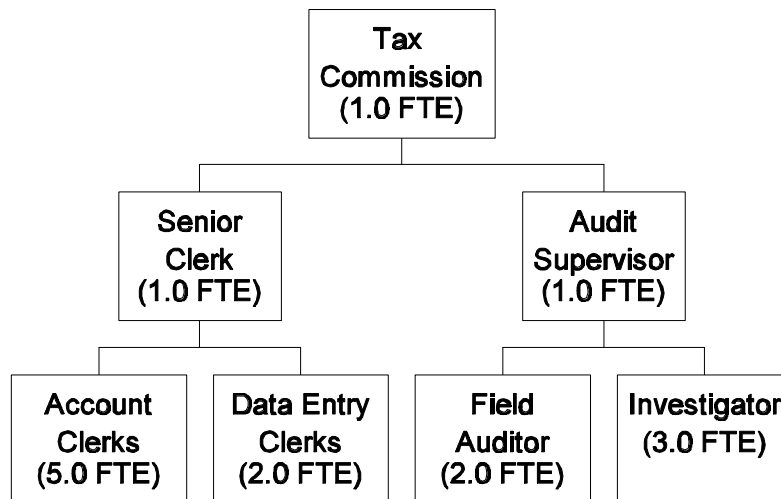 Tax
Commission
(1.0 FTE)
Senior
Clerk
(1.0 FTE)
Audit
Supervisor
(1.0 FTE)
Account
Clerks
(5.0 FTE)
Data Entry
Clerks
(2.0 FTE)
Field
Auditor
(2.0 FTE)
Investigator
(3.0 FTE)